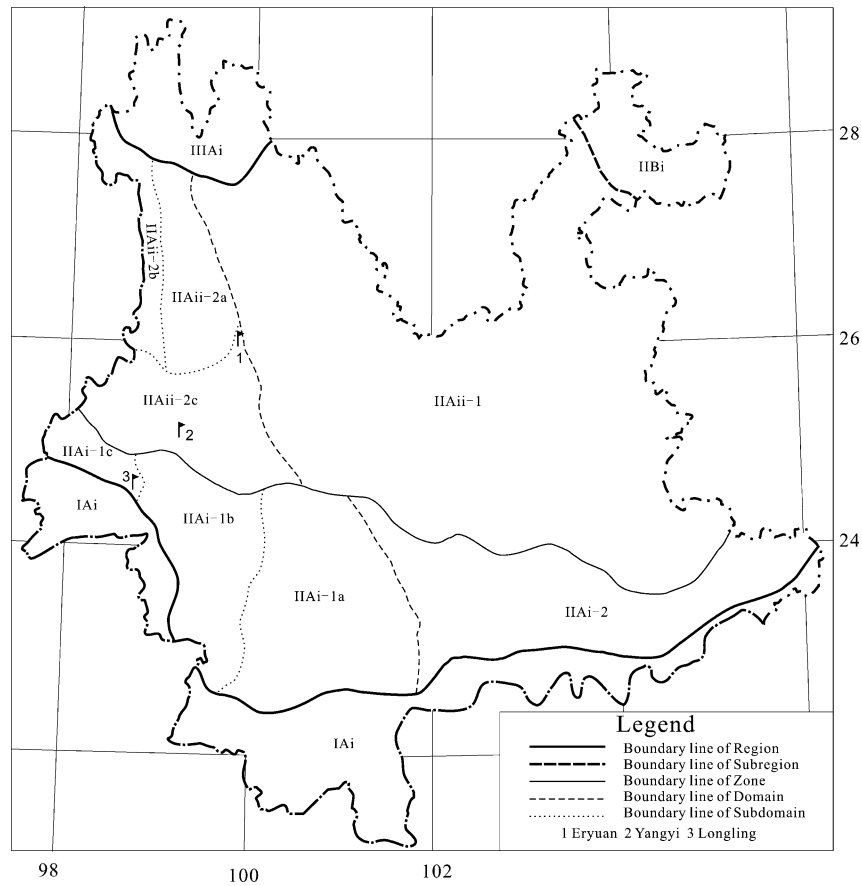 IIIAi
28
IIBi
IIAii-2b
IIAii-2a
26
1
IIAii-2c
IIAii-1
2
IIAi-1c
3
IAi
IIAi-1b
24
IIAi-1a
IIAi-2
IAi
Legend
Boundary line of Region
Boundary line of Subregion
Boundary line of Zone
Boundary line of Domain
Boundary line of Subdomain
1 Eryuan 2 Yangyi 3 Longling
98
100
102